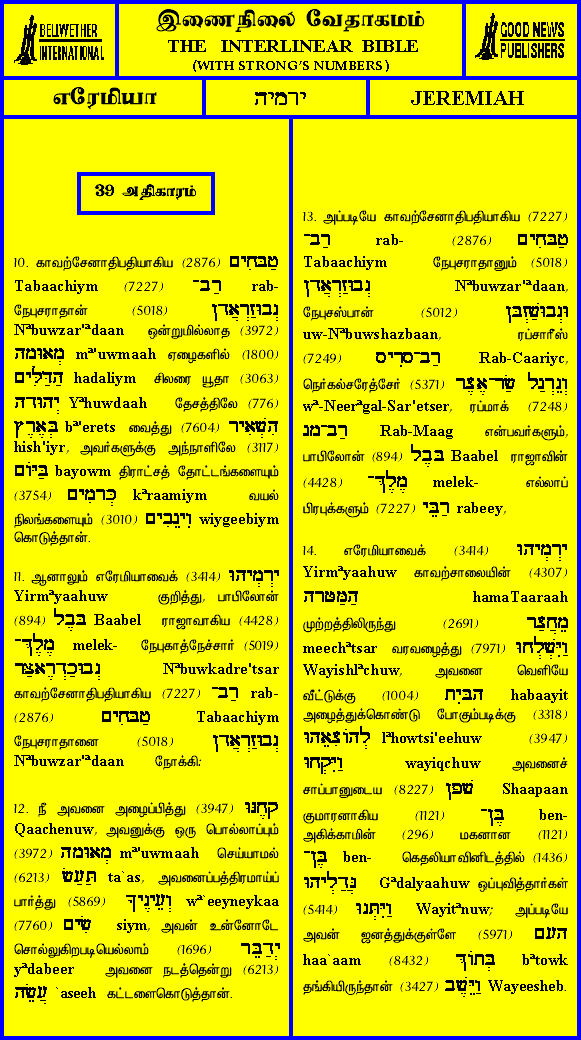 BELLWETHER
INTERNATIONAL
இணைநிலை வேதாகமம்
THE INTERLINEAR BIBLE
(WITH STRONG'S NUMBERS)
GOOD NEWS
PUBLISHERS
எரேமியா
ירמיה
JEREMIAH
39 அதிகாரம்
10. காவற்சேனாதிபதியாகிய (2876) טַבָּחִים
Tabaachiym (7227) רַב־ rab-
நேபுசராதான் (5018) נְבוּזַרְאֲדָן
Nᵉbuwzar'ᵃdaan ஒன்றுமில்லாத (3972)
מְאוּמָה mᵉ'uwmaah ஏழைகளில் (1800)
הַדַּלִּים hadaliym சிலரை யூதா (3063)
יְהוּדָה Yᵉhuwdaah தேசத்திலே (776)
בְּאֶרֶץ bᵉ'erets வைத்து (7604) הִשְׁאִיר
hish'iyr, அவர்களுக்கு அந்நாளிலே (3117)
בַּיּוֹם bayowm திராட்சத் தோட்டங்களையும்
(3754) כְּרָמִים kᵉraamiym வயல்
நிலங்களையும் (3010) וִיגֵבִים wiygeebiym
கொடுத்தான்.
11. ஆனாலும் எரேமியாவைக் (3414) יִרְמְיָהוּ
Yirmᵉyaahuw குறித்து, பாபிலோன்
(894) בָּבֶל Baabel ராஜாவாகிய (4428)
מֶלֶךְ־ melek- நேபுகாத்நேச்சார் (5019)
נְבוּכַדְרֶאצַּר Nᵉbuwkadre'tsar
காவற்சேனாதிபதியாகிய (7227) רַב־ rab-
(2876) טַבָּחִים Tabaachiym
நேபுசராதானை (5018) נְבוּזַרְאֲדָן
Nᵉbuwzar'ᵃdaan நோக்கி:
12. நீ அவனை அழைப்பித்து (3947) קָחֶנּוּ
Qaachenuw, அவனுக்கு ஒரு பொல்லாப்பும்
(3972) מְאוּמָה mᵉ'uwmaah செய்யாமல்
(6213) תַּעַשׂ ta`as, அவனைப்பத்திரமாய்ப்
பார்த்து (5869) וְעֵינֶיךָ wᵉ`eeyneykaa
(7760) שִׂים siym, அவன் உன்னோடே
சொல்லுகிறபடியெல்லாம் (1696) יְדַבֵּר
yᵉdabeer அவனை நடத்தென்று (6213)
עֲשֵׂה `aseeh கட்டளைகொடுத்தான்.
13. அப்படியே காவற்சேனாதிபதியாகிய (7227)
רַב־ rab- (2876) טַבָּחִים
Tabaachiym நேபுசராதானும் (5018)
נְבוּזַרְאֲדָן Nᵉbuwzar'ᵃdaan,
நேபுசஸ்பான் (5012) וּנְבוּשַׁזְבָּן
uw-Nᵉbuwshazbaan, ரப்சாரீஸ்
(7249) רַב־סָרִיס Rab-Caariyc,
நெர்கல்சரேத்சேர் (5371) וְנֵרְגַל שַׂר־אֶצֶר
wᵉ-Neerᵉgal-Sar'etser, ரப்மாக் (7248)
רַב־מָג Rab-Maag என்பவர்களும்,
பாபிலோன் (894) בָּבֶל Baabel ராஜாவின்
(4428) מֶלֶךְ־ melek- எல்லாப்
பிரபுக்களும் (7227) רַבֵּי rabeey,
14. எரேமியாவைக் (3414) יִרְמְיָהוּ
Yirmᵉyaahuw காவற்சாலையின் (4307)
הַמַּטָּרָה hamaTaaraah
முற்றத்திலிருந்து (2691) מֵחֲצַר
meechᵃtsar வரவழைத்து (7971) וַיִּשְׁלְחוּ
Wayishlᵉchuw, அவனை வெளியே
வீட்டுக்கு (1004) הַבָּיִת habaayit
அழைத்துக்கொண்டு போகும்படிக்கு (3318)
לְהוֹצִאֵהוּ lᵉhowtsi'eehuw (3947)
וַיִּקְחוּ wayiqchuw அவனைச்
சாப்பானுடைய (8227) שָׁפָן Shaapaan
குமாரனாகிய (1121) בֶּן־ ben-
அகிக்காமின் (296) மகனான (1121)
בֶּן־ ben- கெதலியாவினிடத்தில் (1436)
גְּדַלְיָהוּ Gᵉdalyaahuw ஒப்புவித்தார்கள்
(5414) וַיִּתְּנוּ Wayitᵉnuw; அப்படியே
அவன் ஜனத்துக்குள்ளே (5971) הָעָם
haa`aam (8432) בְּתוֹךְ bᵉtowk
தங்கியிருந்தான் (3427) וַיֵּשֶׁב Wayeesheb.